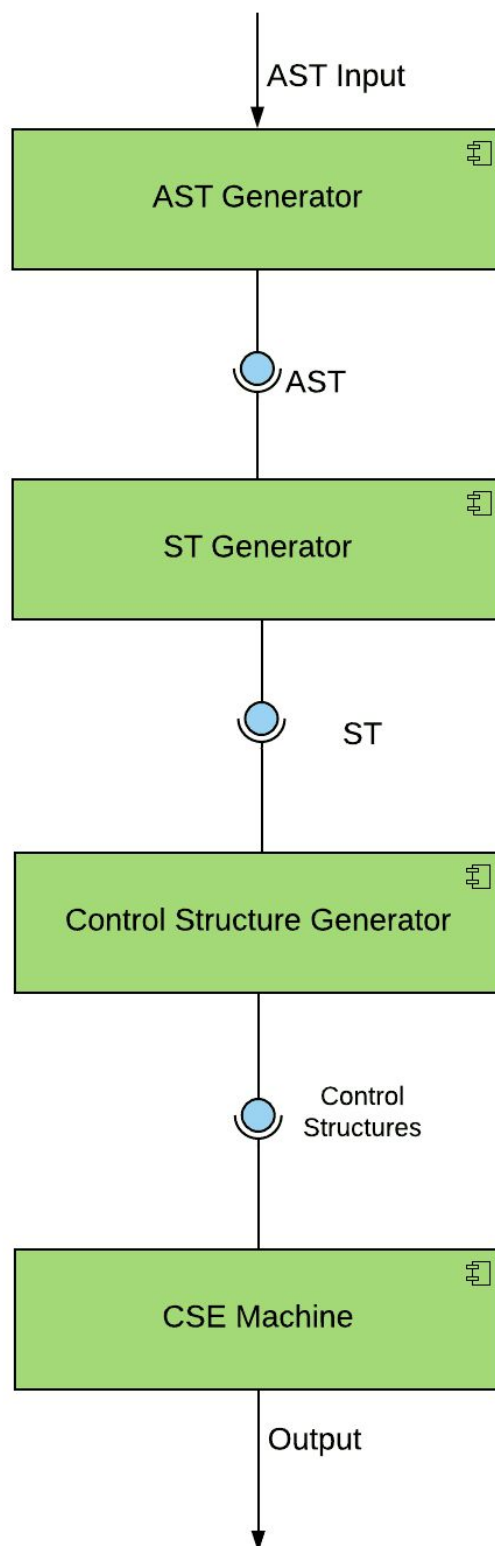 AST Input
AST Generator
AST
ST Generator
ST
Control Structure Generator
Control
Structures
CSE Machine
Output